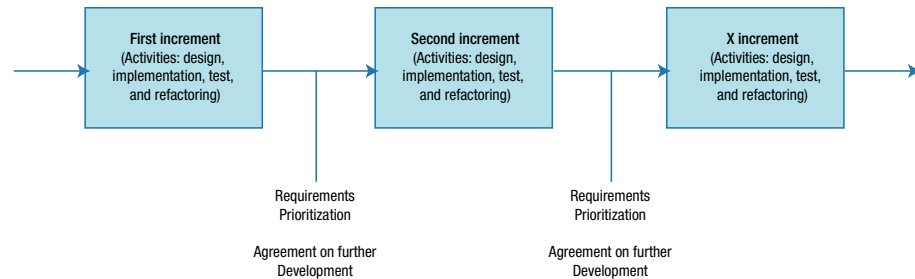 First increment
(Activities: design,
implementation, test,
and refactoring)
Second increment
(Activities: design,
implementation, test,
and refactoring)
X increment
(Activities: design,
implementation, test,
and refactoring)
Requirements
Prioritization
Agreement on further
Development
Requirements
Prioritization
Agreement on further
Development